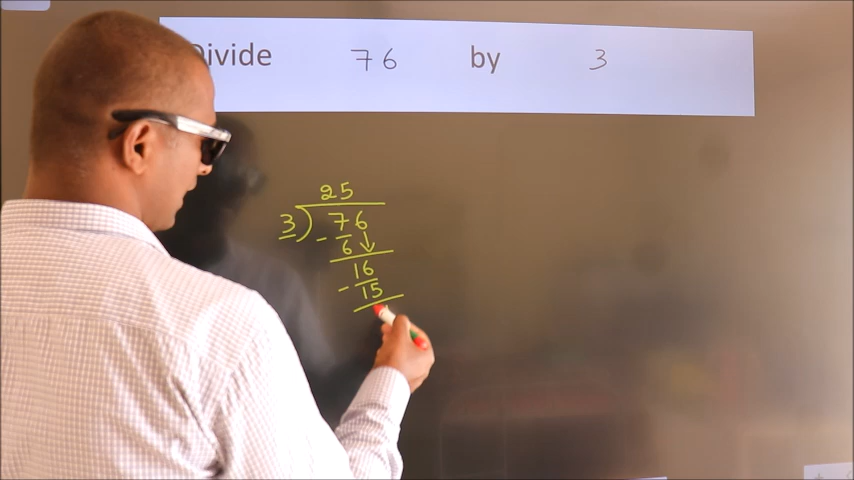 Divide 76 by 3
25
3) 76
- 6 ↓
16
- 15